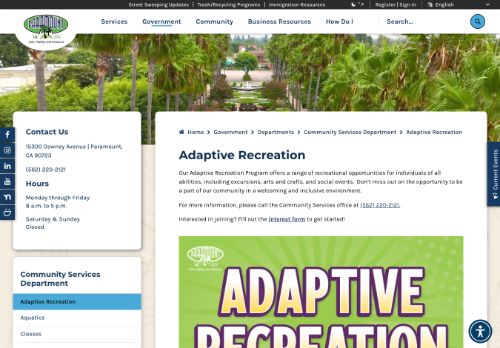 Street Sweeping Updates | Trash/Recycling Programs | Immigration Resources
°F
Register | Sign In
English
PARAMOUNT
Services
Government
Community
Business Resources
How Do I
Search...
Contact Us
15300 Downey Avenue | Paramount,
CA 90723
(562) 220-2121
Hours
Monday through Friday
8 a.m. to 5 p.m.
Saturday & Sunday
Closed
Community Services
Department
Adaptive Recreation
Aquatics
Classes
Home > Government > Departments > Community Services Department > Adaptive Recreation
Adaptive Recreation
Our Adaptive Recreation Program offers a range of recreational opportunities for individuals of all
abilities, including excursions, arts and crafts, and social events. Don't miss out on the opportunity to be
a part of our community in a welcoming and inclusive environment.
For more information, please call the Community Services office at (562) 220-2121.
Interested in joining? Fill out the interest form to get started!
PARAMOUNT
ADAPTIVE
RECREATION
Current Events